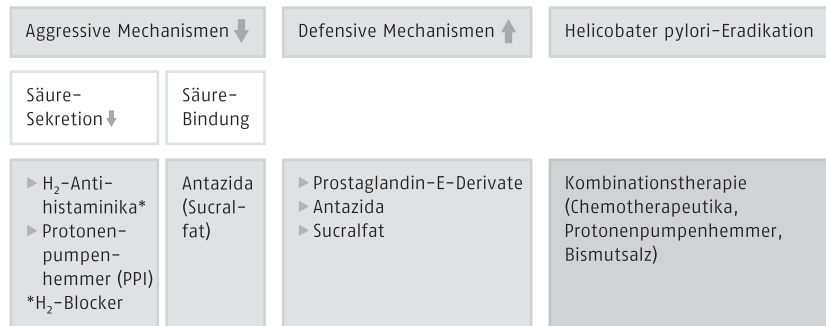 Aggressive Mechanismen
Defensive Mechanismen
Helicobater pylori-Eradikation
Säure-
Sekretion
Säure-
Bindung
H₂-Anti-
histaminika*
Protonen-
pumpen-
hemmer (PPI)
*H₂-Blocker
Antazida
(Sucral-
fat)
Prostaglandin-E-Derivate
Antazida
Sucralfat
Kombinationstherapie
(Chemotherapeutika,
Protonenpumpenhemmer,
Bismutsalz)